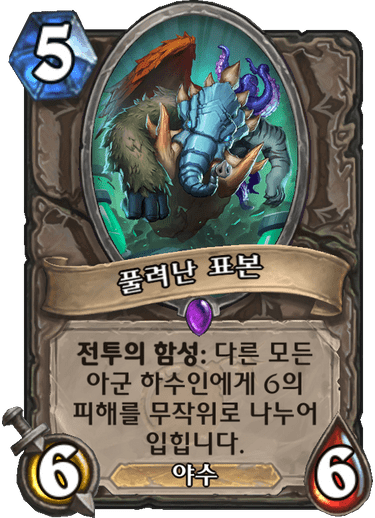 5
풀려난 표본
전투의 함성: 다른 모든
아군 하수인에게 6의
피해를 무작위로 나누어
입힙니다.
6
야수
6